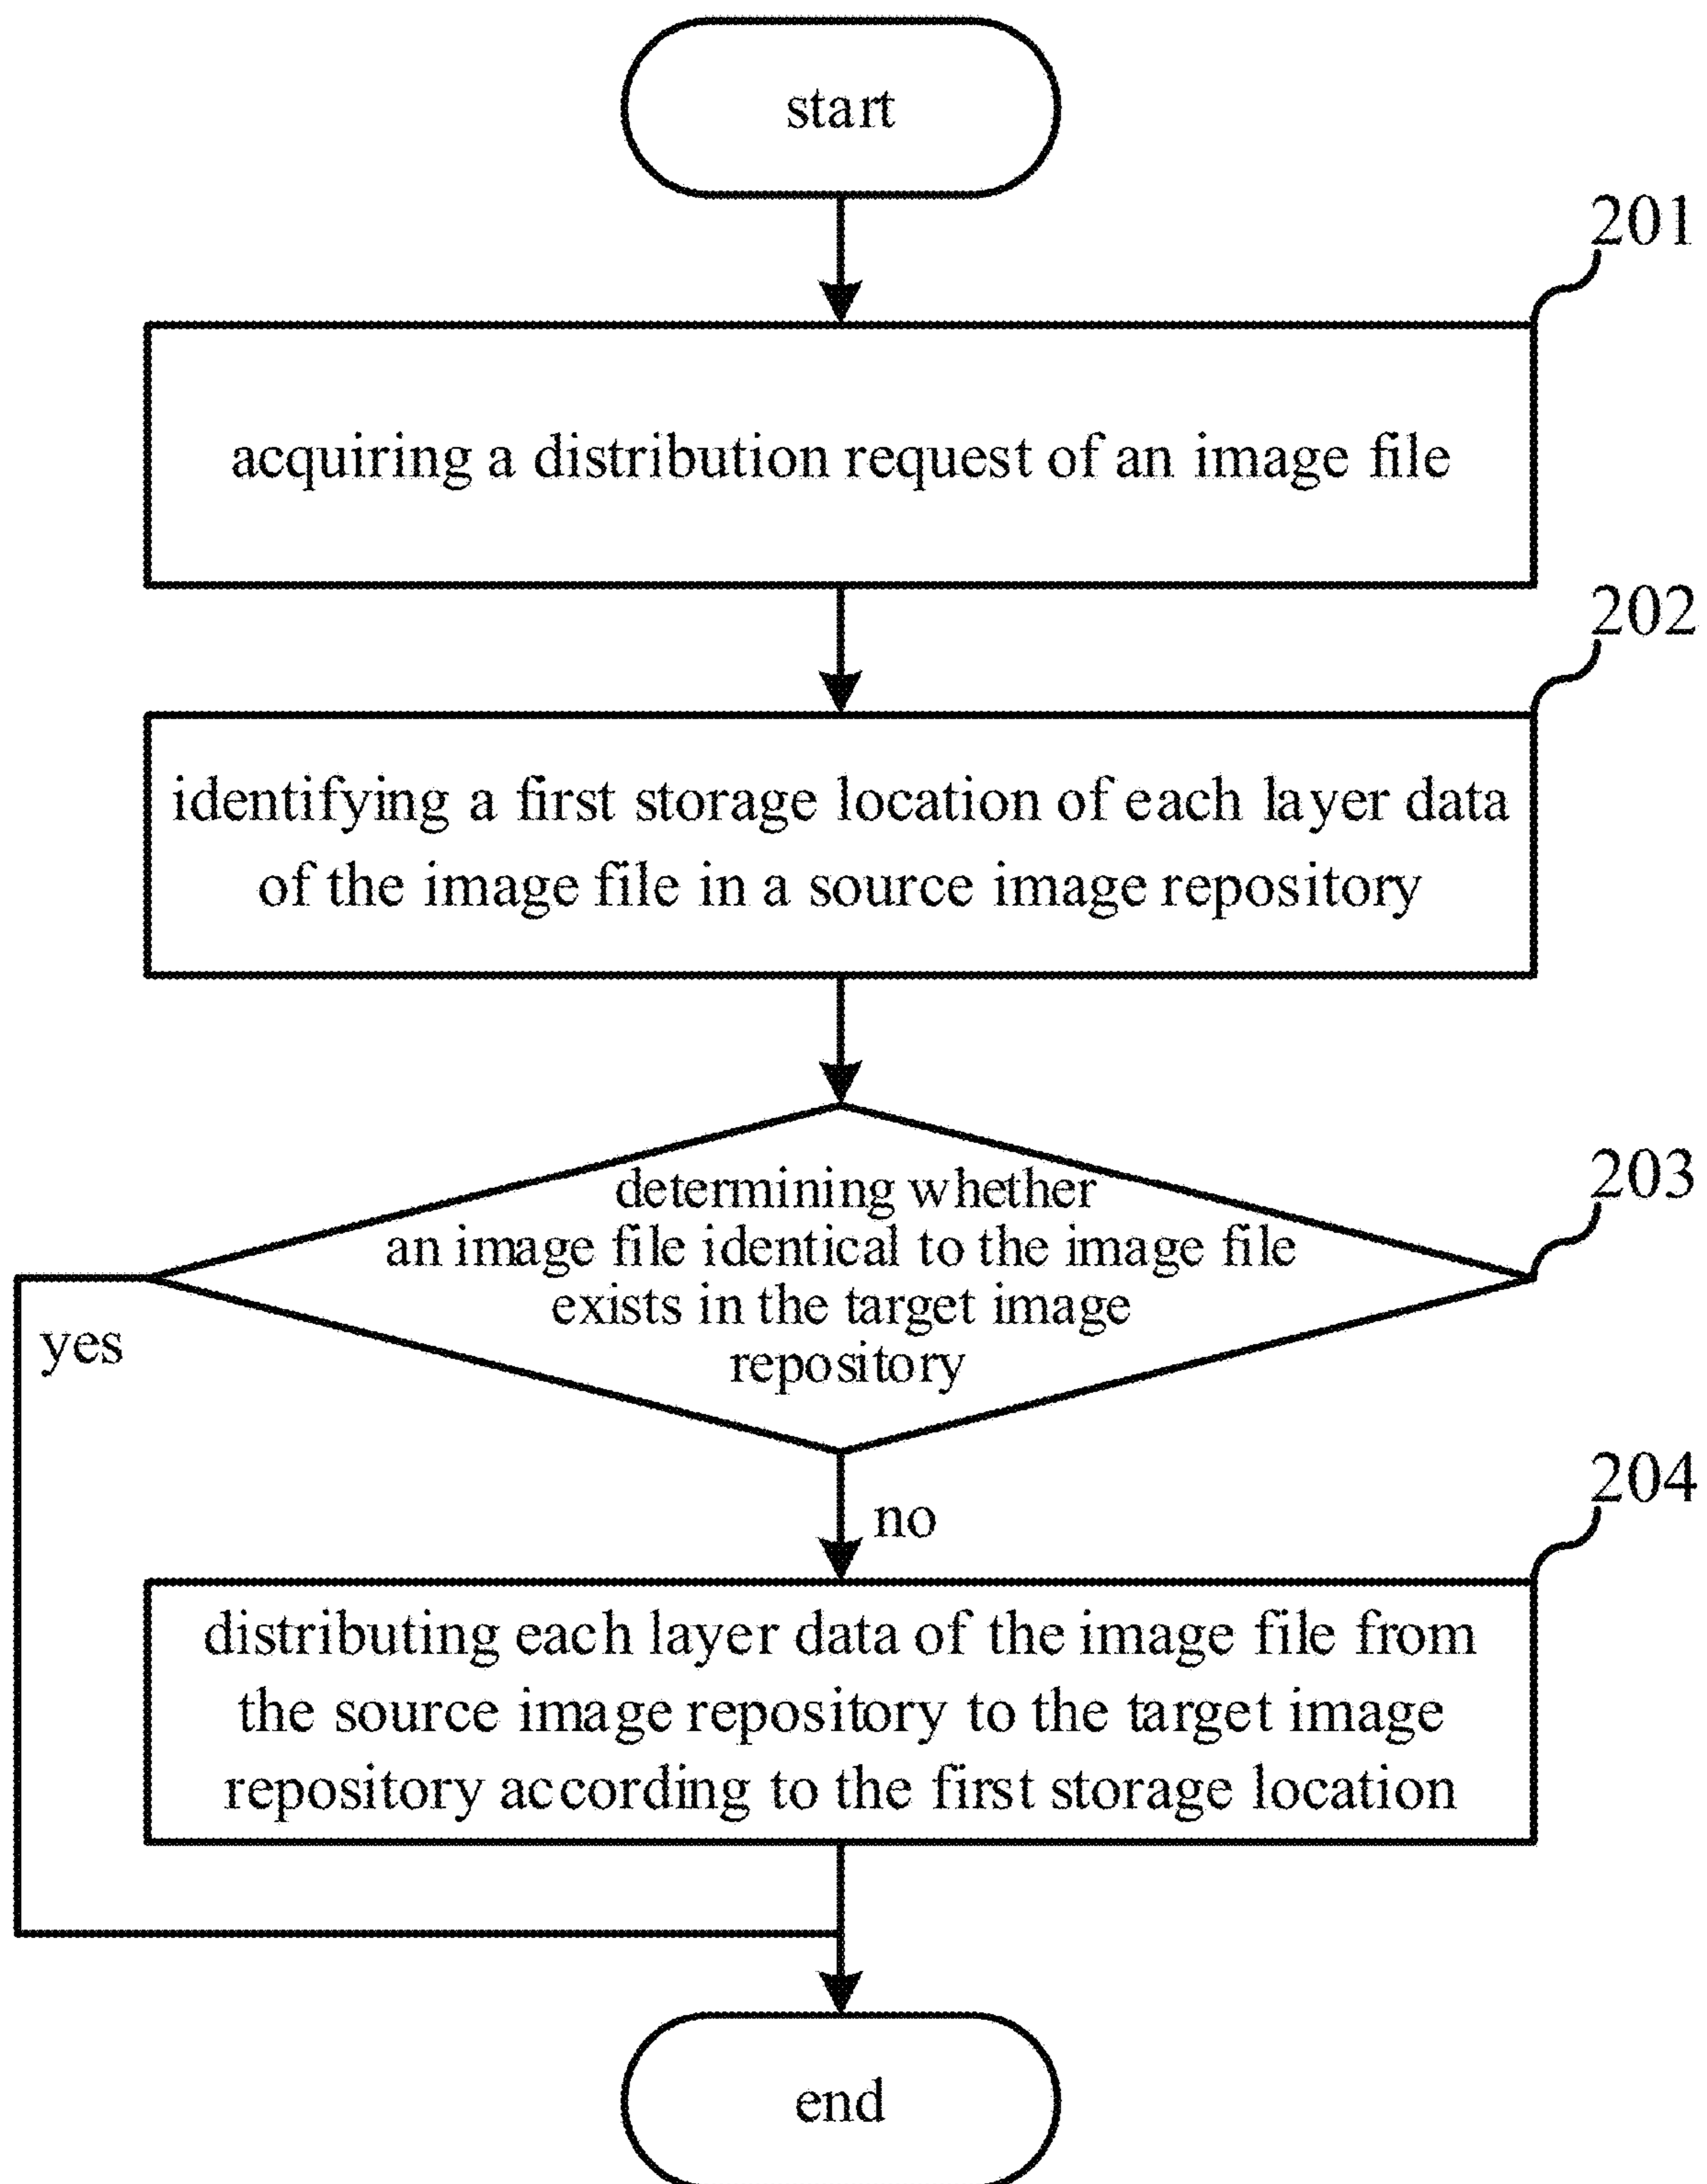 start
201
acquiring a distribution request of an image file
202
identifying a first storage location of each layer data
of the image file in a source image repository
203
determining whether
an image file identical to the image file
exists in the target image
repository
yes
no
204
distributing each layer data of the image file from
the source image repository to the target image
repository according to the first storage location
end